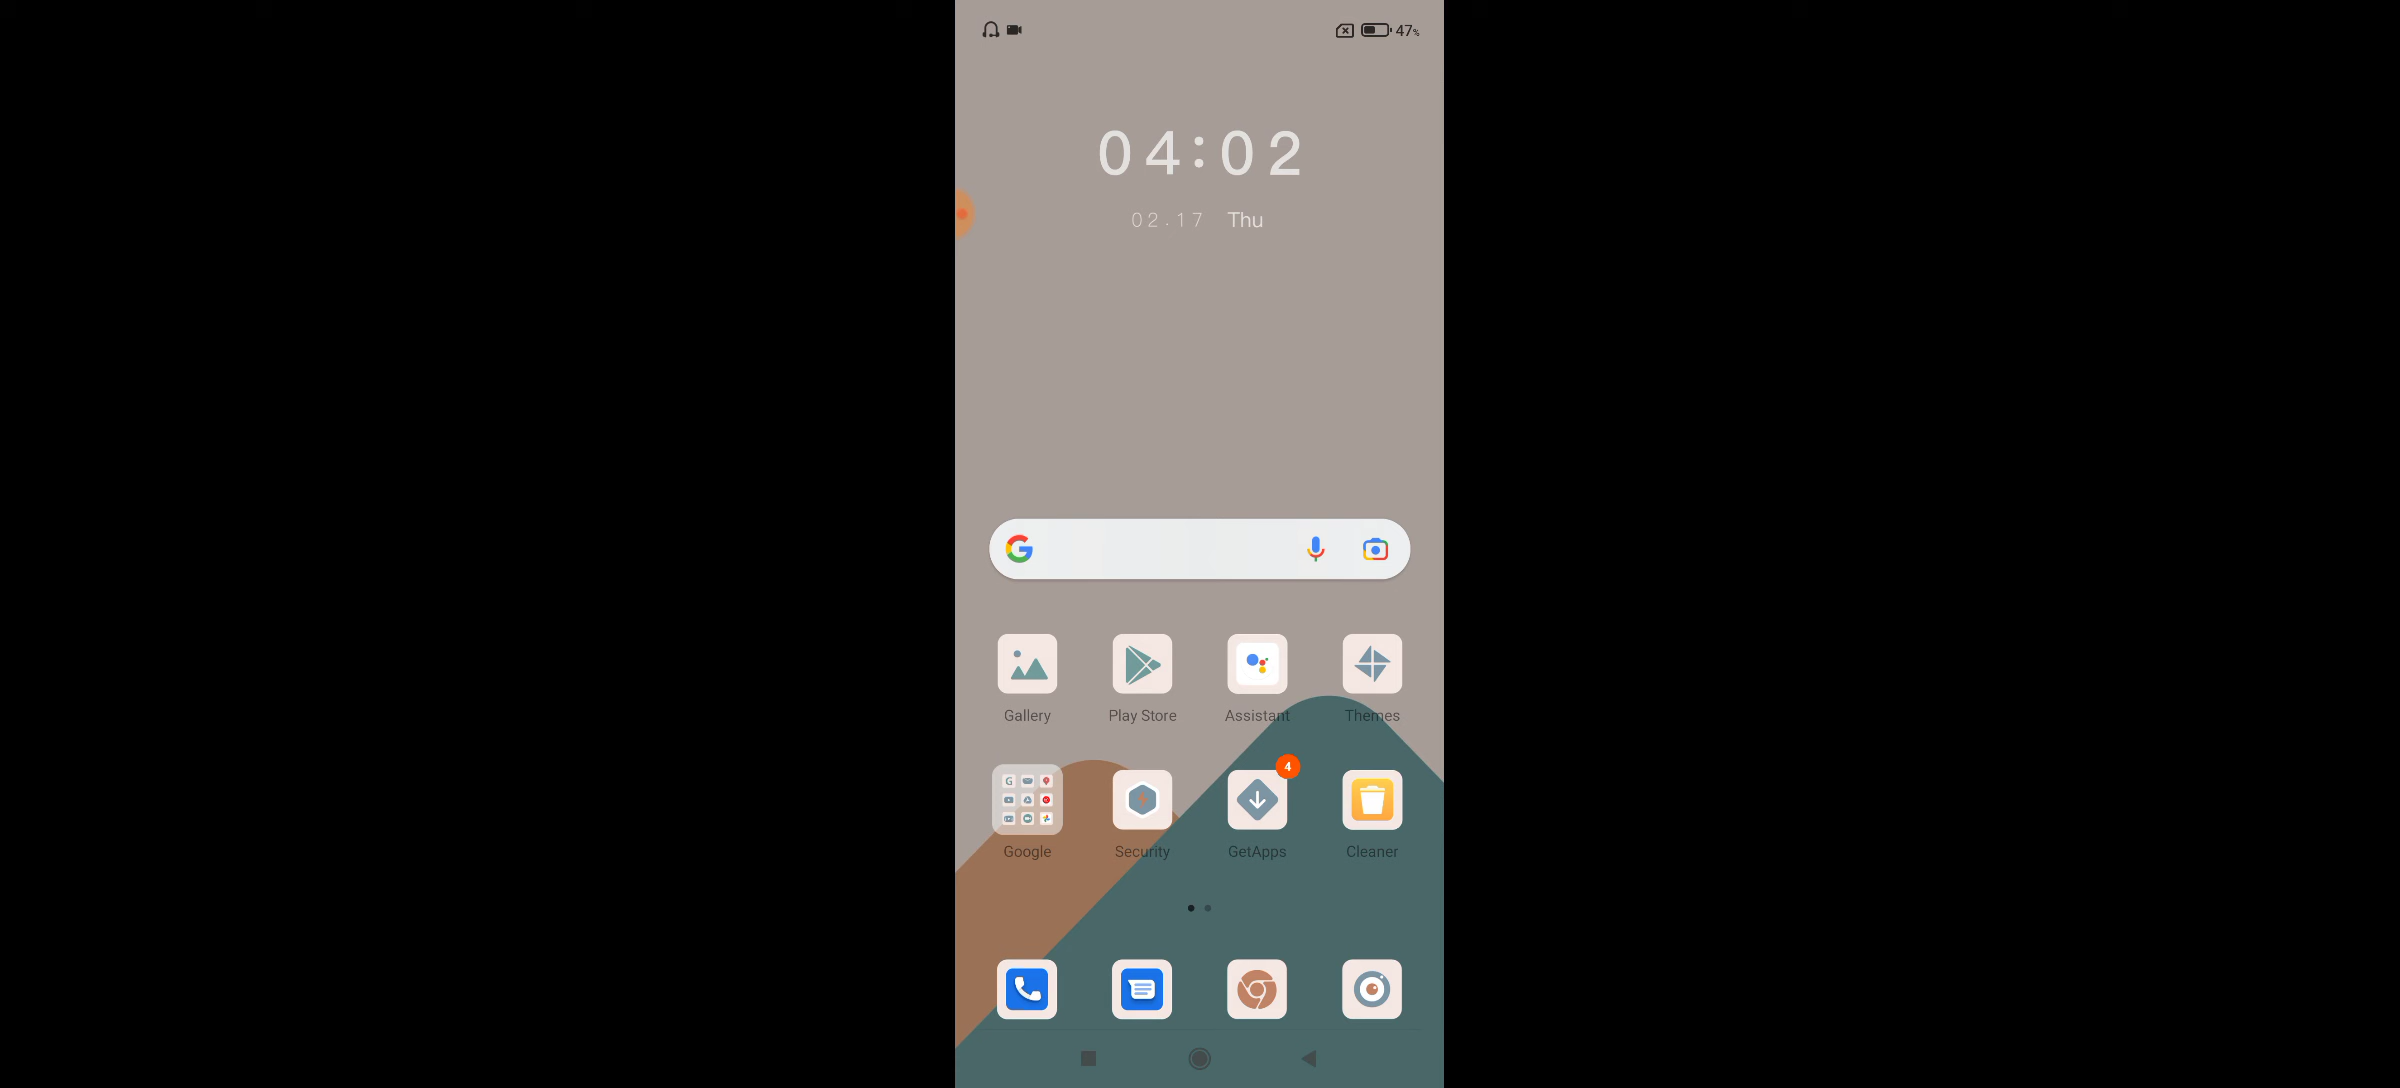 47%
04:02
02.17 Thu
Gallery Play Store Assistant Themes
4
Google Security GetApps Cleaner